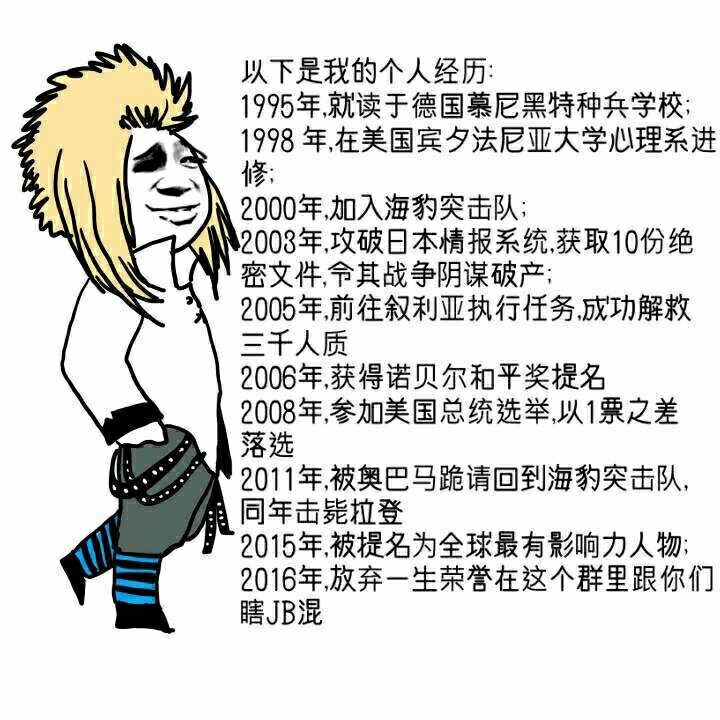 以下是我的个人经历:
1995年,就读于德国慕尼黑特种兵学校;
1998 年,在美国宾夕法尼亚大学心理系进
修;
2000年,加入海豹突击队;
2003年,攻破日本情报系统,获取10份绝
密文件,令其战争阴谋破产;
2005年,前往叙利亚执行任务,成功解救
三千人质
2006年,获得诺贝尔和平奖提名
2008年,参加美国总统选举,以1票之差
落选
2011年,被奥巴马跪请回到海豹突击队,
同年击毙拉登
2015年,被提名为全球最有影响力人物;
2016年,放弃一生荣誉在这个群里跟你们
瞎JB混